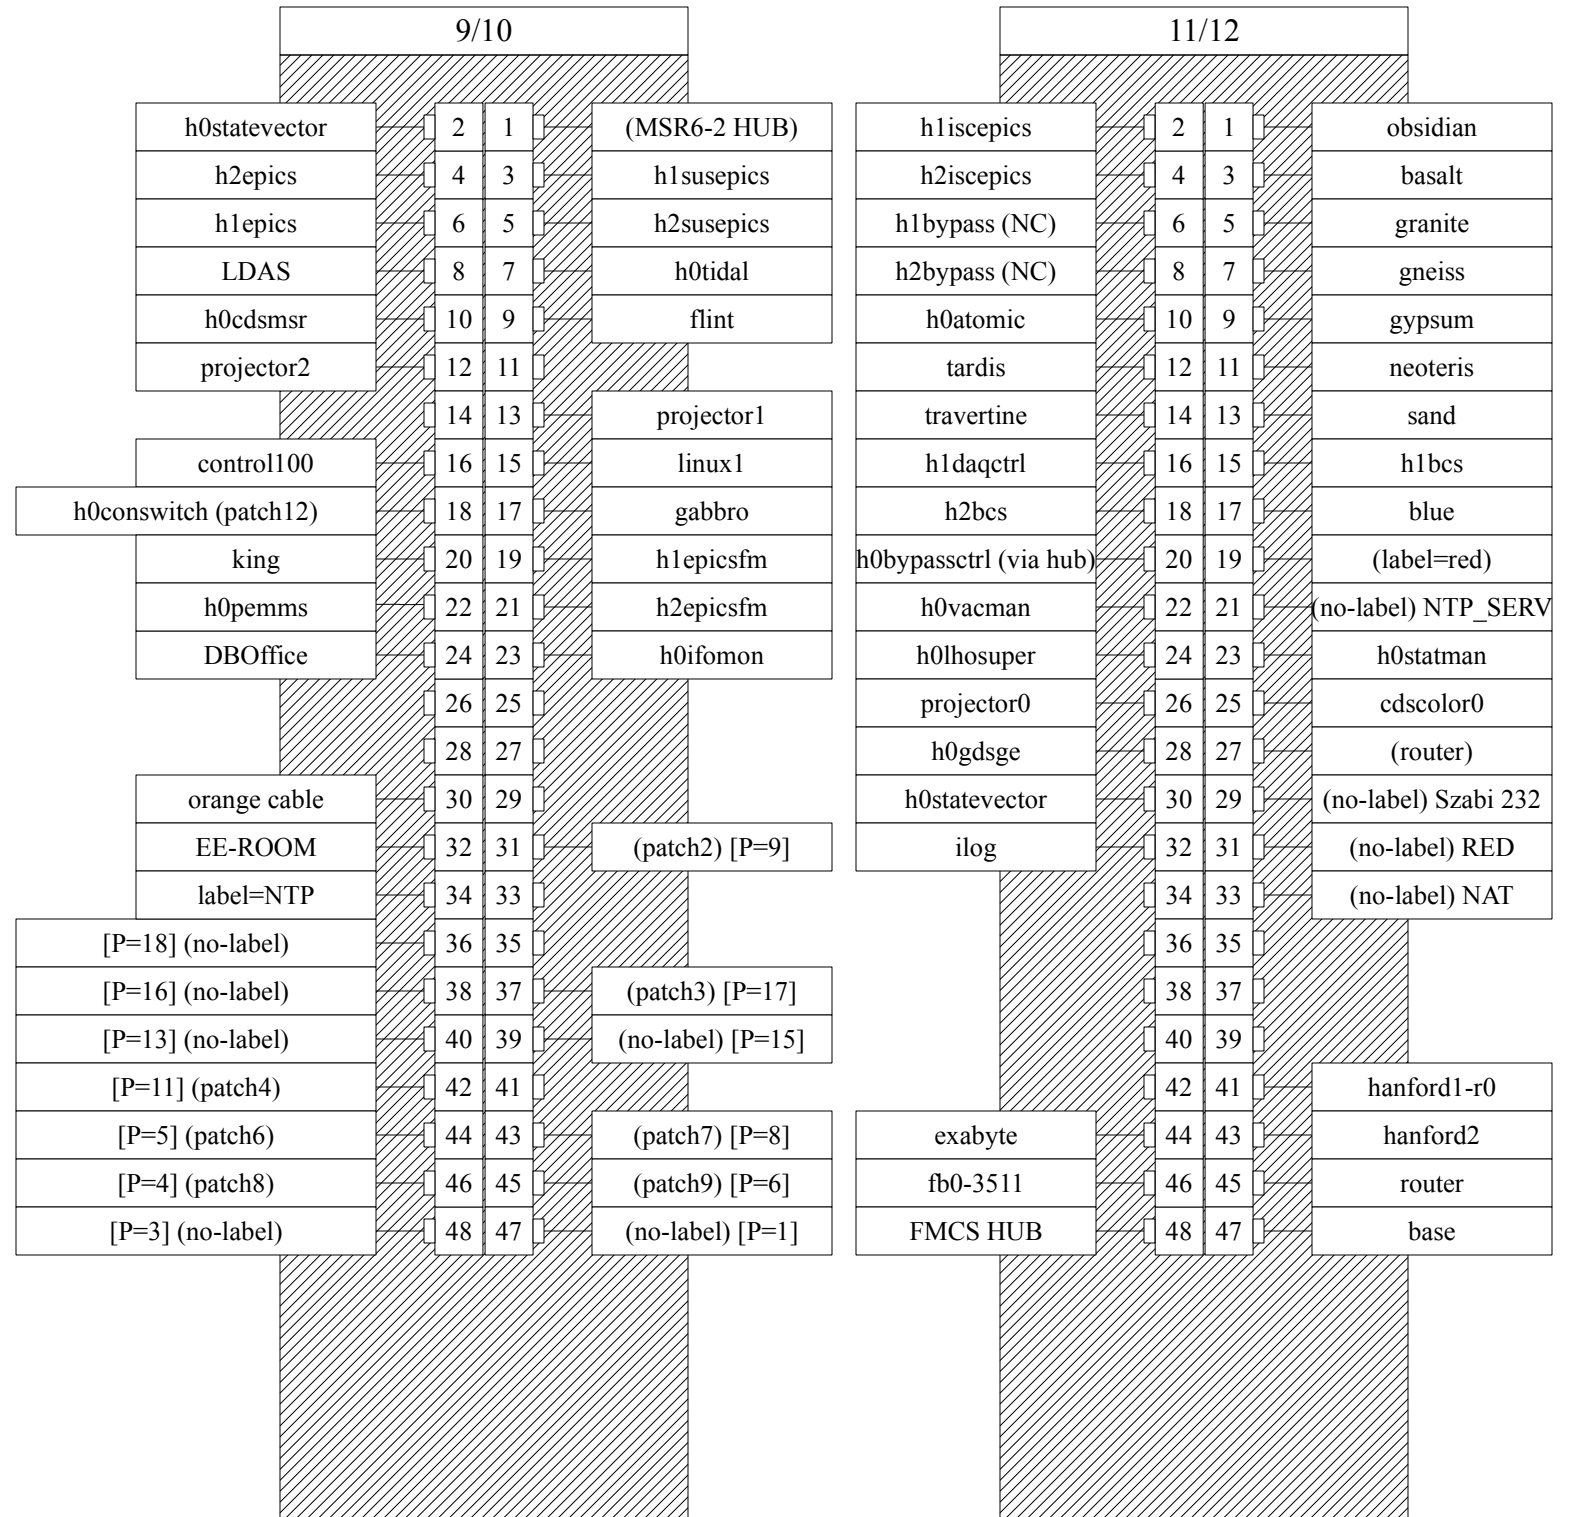 9/10
h0statevector 2 1 (MSR6-2 HUB)
h2epics 4 3 h1susepics
h1epics 6 5 h2susepics
LDAS 8 7 h0tidal
h0cdsmsr 10 9 flint
projector2 12 11
14 13 projector1
control100 16 15 linux1
h0conswitch (patch12) 18 17 gabbro
king 20 19 h1epicsfm
h0pemms 22 21 h2epicsfm
DBOffice 24 23 h0ifomon
26 25
28 27
orange cable 30 29
EE-ROOM 32 31 (patch2) [P=9]
label=NTP 34 33
[P=18] (no-label) 36 35
[P=16] (no-label) 38 37 (patch3) [P=17]
[P=13] (no-label) 40 39 (no-label) [P=15]
[P=11] (patch4) 42 41
[P=5] (patch6) 44 43 (patch7) [P=8]
[P=4] (patch8) 46 45 (patch9) [P=6]
[P=3] (no-label) 48 47 (no-label) [P=1]
11/12
h1iscepics 2 1 obsidian
h2iscepics 4 3 basalt
h1bypass (NC) 6 5 granite
h2bypass (NC) 8 7 gneiss
h0atomic 10 9 gypsum
tardis 12 11 neoteris
travertine 14 13 sand
h1daqctrl 16 15 h1bcs
h2bcs 18 17 blue
h0bypassctrl (via hub) 20 19 (label=red)
h0vacman 22 21 (no-label) NTP_SERV
h0lhosuper 24 23 h0statman
projector0 26 25 cdscolor0
h0gdsge 28 27 (router)
h0statevector 30 29 (no-label) Szabi 232
ilog 32 31 (no-label) RED
34 33 (no-label) NAT
36 35
38 37
40 39
42 41 hanford1-r0
exabyte 44 43 hanford2
fb0-3511 46 45 router
FMCS HUB 48 47 base